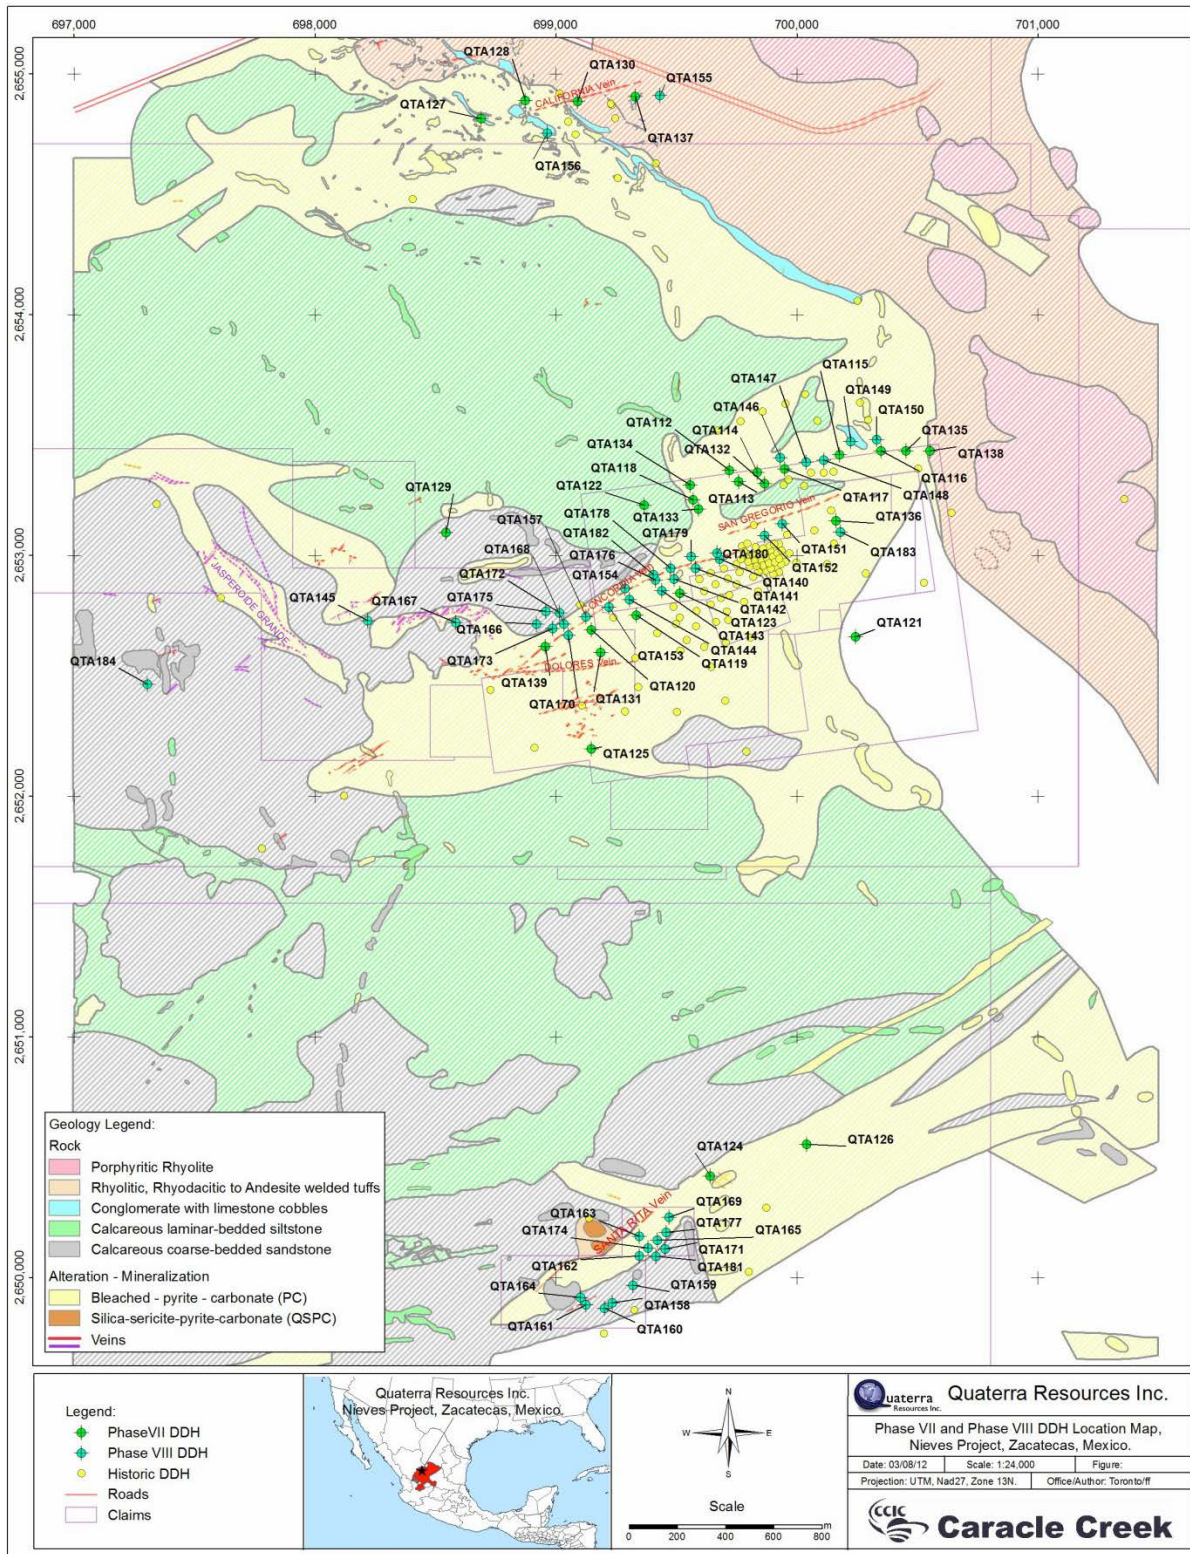 697,000
698,000
699,000
700,000
701,000
2,655,000
2,654,000
2,653,000
2,652,000
2,651,000
2,650,000
QTA128
QTA130
QTA155
QTA127
CALIFORNIA Vein
QTA137
QTA156
QTA115
QTA147
QTA149
QTA146
QTA150
QTA112
QTA114
QTA135
QTA134
QTA132
QTA138
QTA118
QTA116
QTA129
QTA122
QTA113
QTA117
QTA148
QTA157
QTA178
QTA133
SAN GREGORIO Vein
QTA136
QTA168
QTA182
QTA179
QTA151
QTA183
QTA172
QTA176
QTA180
QTA152
QTA154
QTA140
CONCORDIA Vein
QTA145
QTA167
QTA175
QTA141
JASPEROIDE GRANDE
QTA142
QTA166
QTA123
QTA121
QTA143
QTA184
QTA173
QTA144
QTA153
QTA119
DOLORES Vein
QTA139
QTA120
QTA170
QTA131
QTA125
QTA124
QTA126
QTA169
SANTA RITA Vein
QTA163
QTA177
QTA165
QTA174
QTA171
QTA162
QTA181
QTA164
QTA159
QTA158
QTA161
QTA160
Geology Legend:
Rock
Porphyritic Rhyolite
Rhyolitic, Rhyodacitic to Andesite welded tuffs
Conglomerate with limestone cobbles
Calcareous laminar-bedded siltstone
Calcareous coarse-bedded sandstone
Alteration - Mineralization
Bleached - pyrite - carbonate (PC)
Silica-sericite-pyrite-carbonate (QSPC)
Veins
Legend:
PhaseVII DDH
Phase VIII DDH
Historic DDH
Roads
Claims
Quaterra Resources Inc.
Nieves Project, Zacatecas, Mexico.
N
W
E
S
Scale
0 200 400 600 800
m
Quaterra
Resources Inc.
Quaterra Resources Inc.
Phase VII and Phase VIII DDH Location Map,
Nieves Project, Zacatecas, Mexico.
Date: 03/08/12
Scale: 1:24,000
Figure:
Projection: UTM, Nad27, Zone 13N.
Office/Author: Toronto/ff
CCIC
Caracle Creek